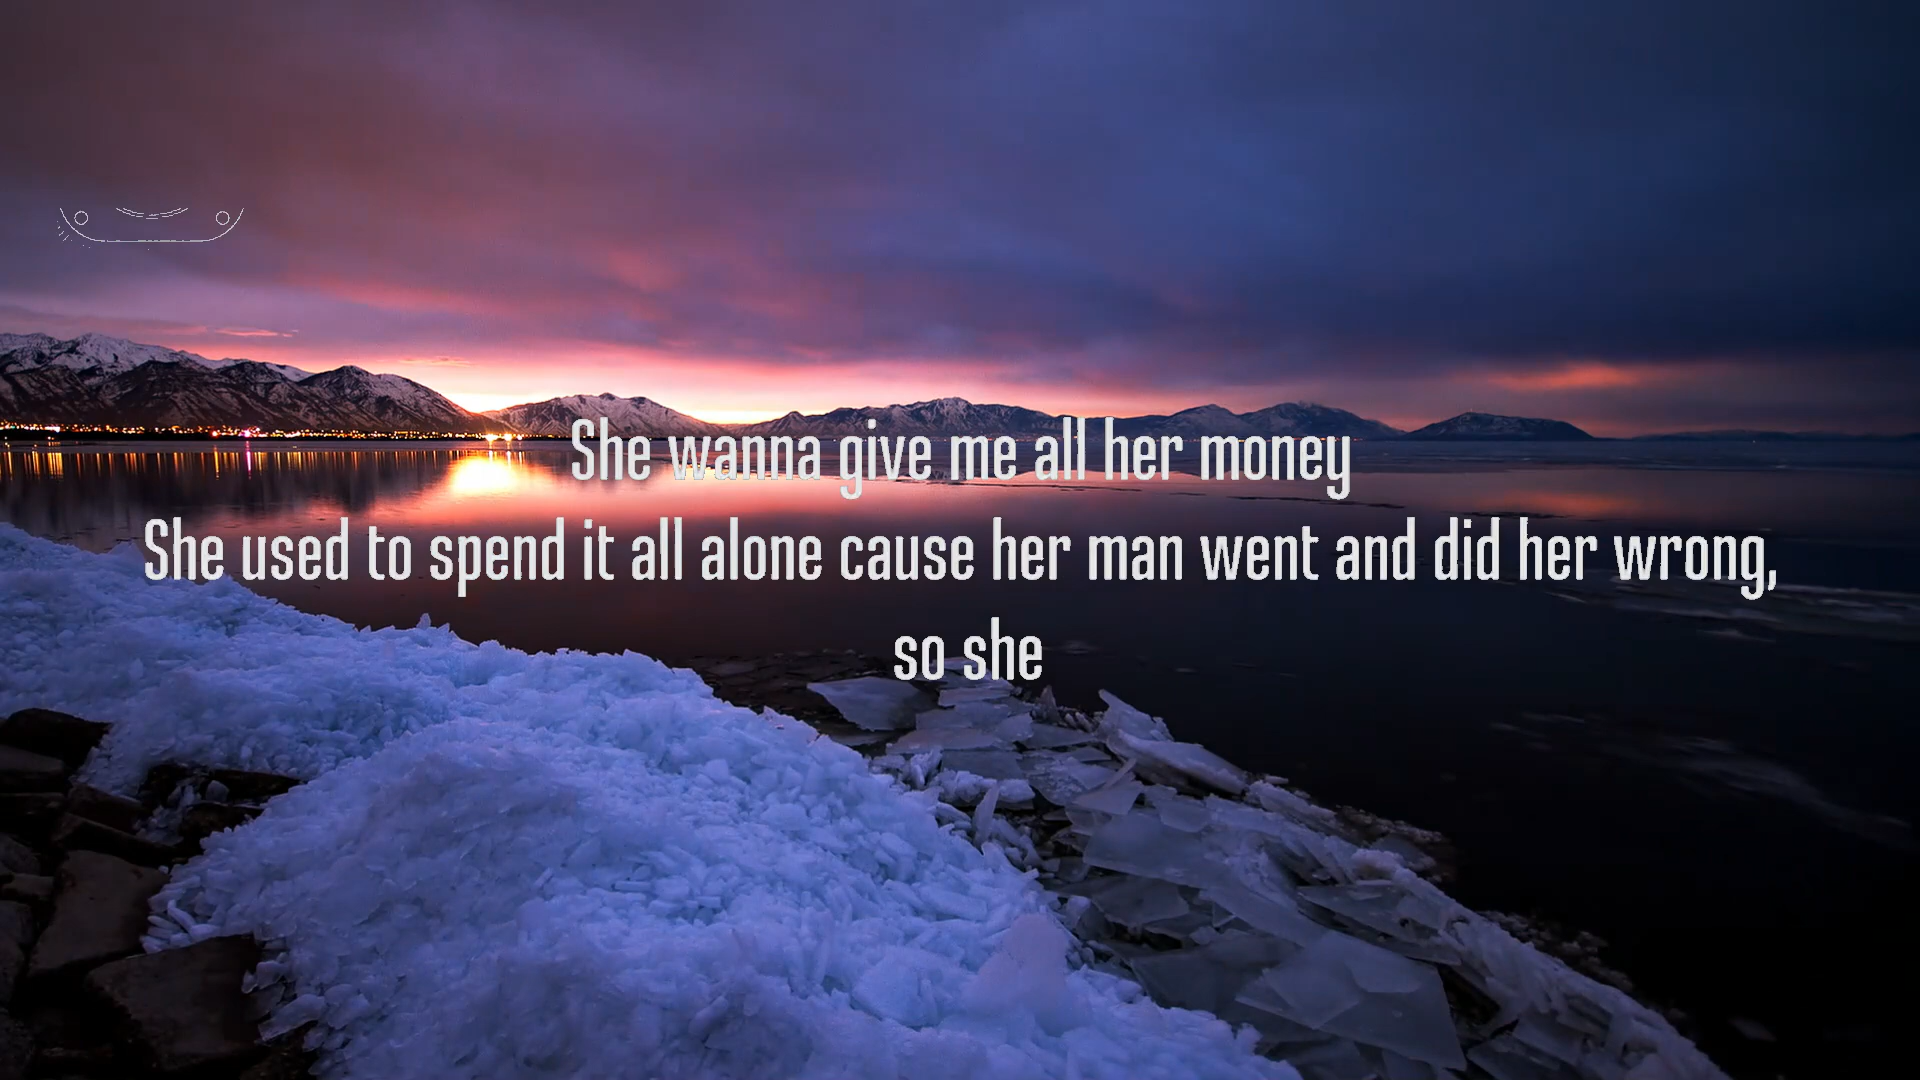 She wanna give me all her money
She used to spend it all alone cause her man went and did her wrong,
so she